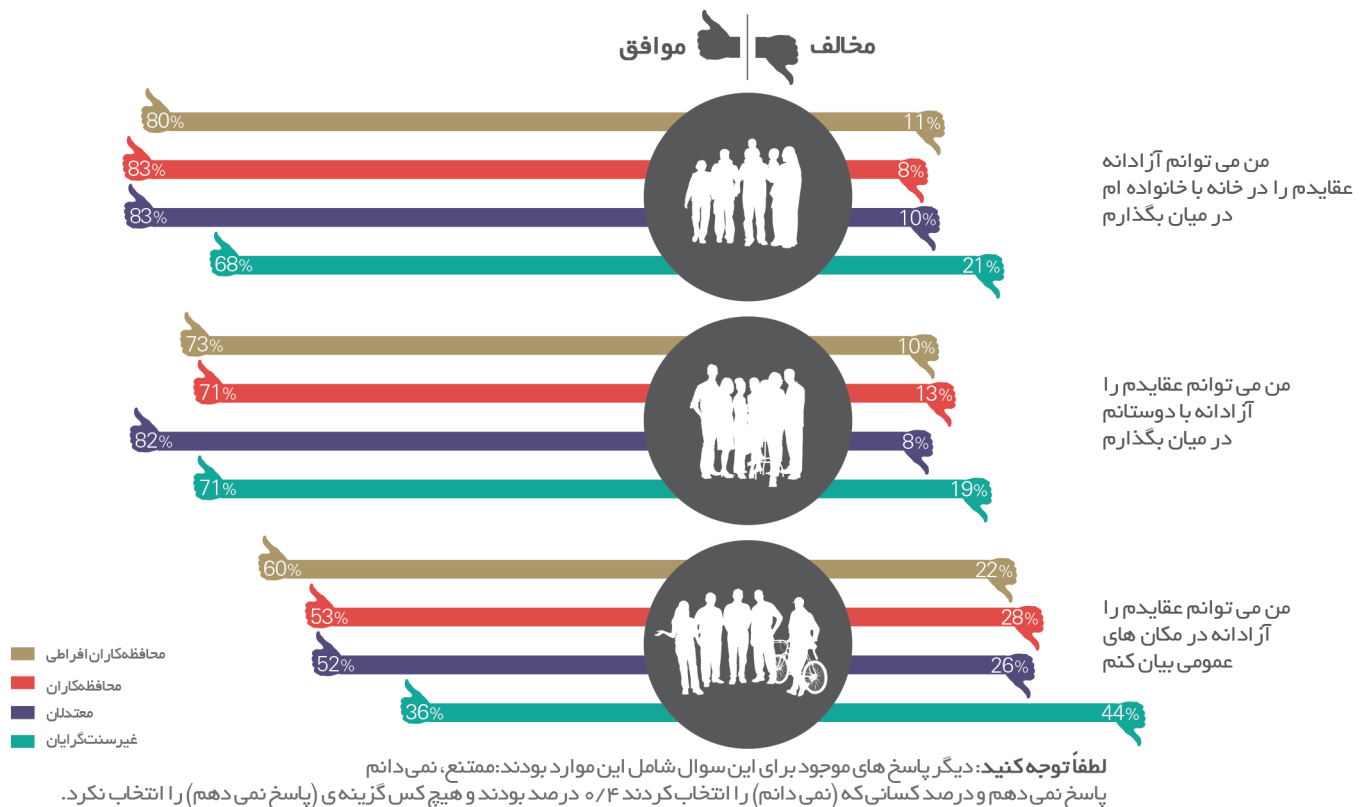 موافق مخالف
80% 11%
83% 8%
83% 10%
68% 21%
من می توانم آزادانه
عقایدم را در خانه با خانواده ام
در میان بگذارم
73% 10%
71% 13%
82% 8%
71% 19%
من می توانم عقایدم را
آزادانه با دوستانم
در میان بگذارم
60% 22%
53% 28%
52% 26%
36% 44%
من می توانم عقایدم را
آزادانه در مکان های
عمومی بیان کنم
محافظه‌کاران افراطی
محافظه‌کاران
معتدلان
غیرسنت‌گرایان
لطفاً توجه کنید: دیگر پاسخ های موجود برای این سوال شامل این موارد بودند:ممتنع، نمی دانم
پاسخ نمی دهم و درصد کسانی که (نمی دانم) را انتخاب کردند ۰/۴ درصد بودند و هیچ کس گزینه ی (پاسخ نمی دهم) را انتخاب نکرد.